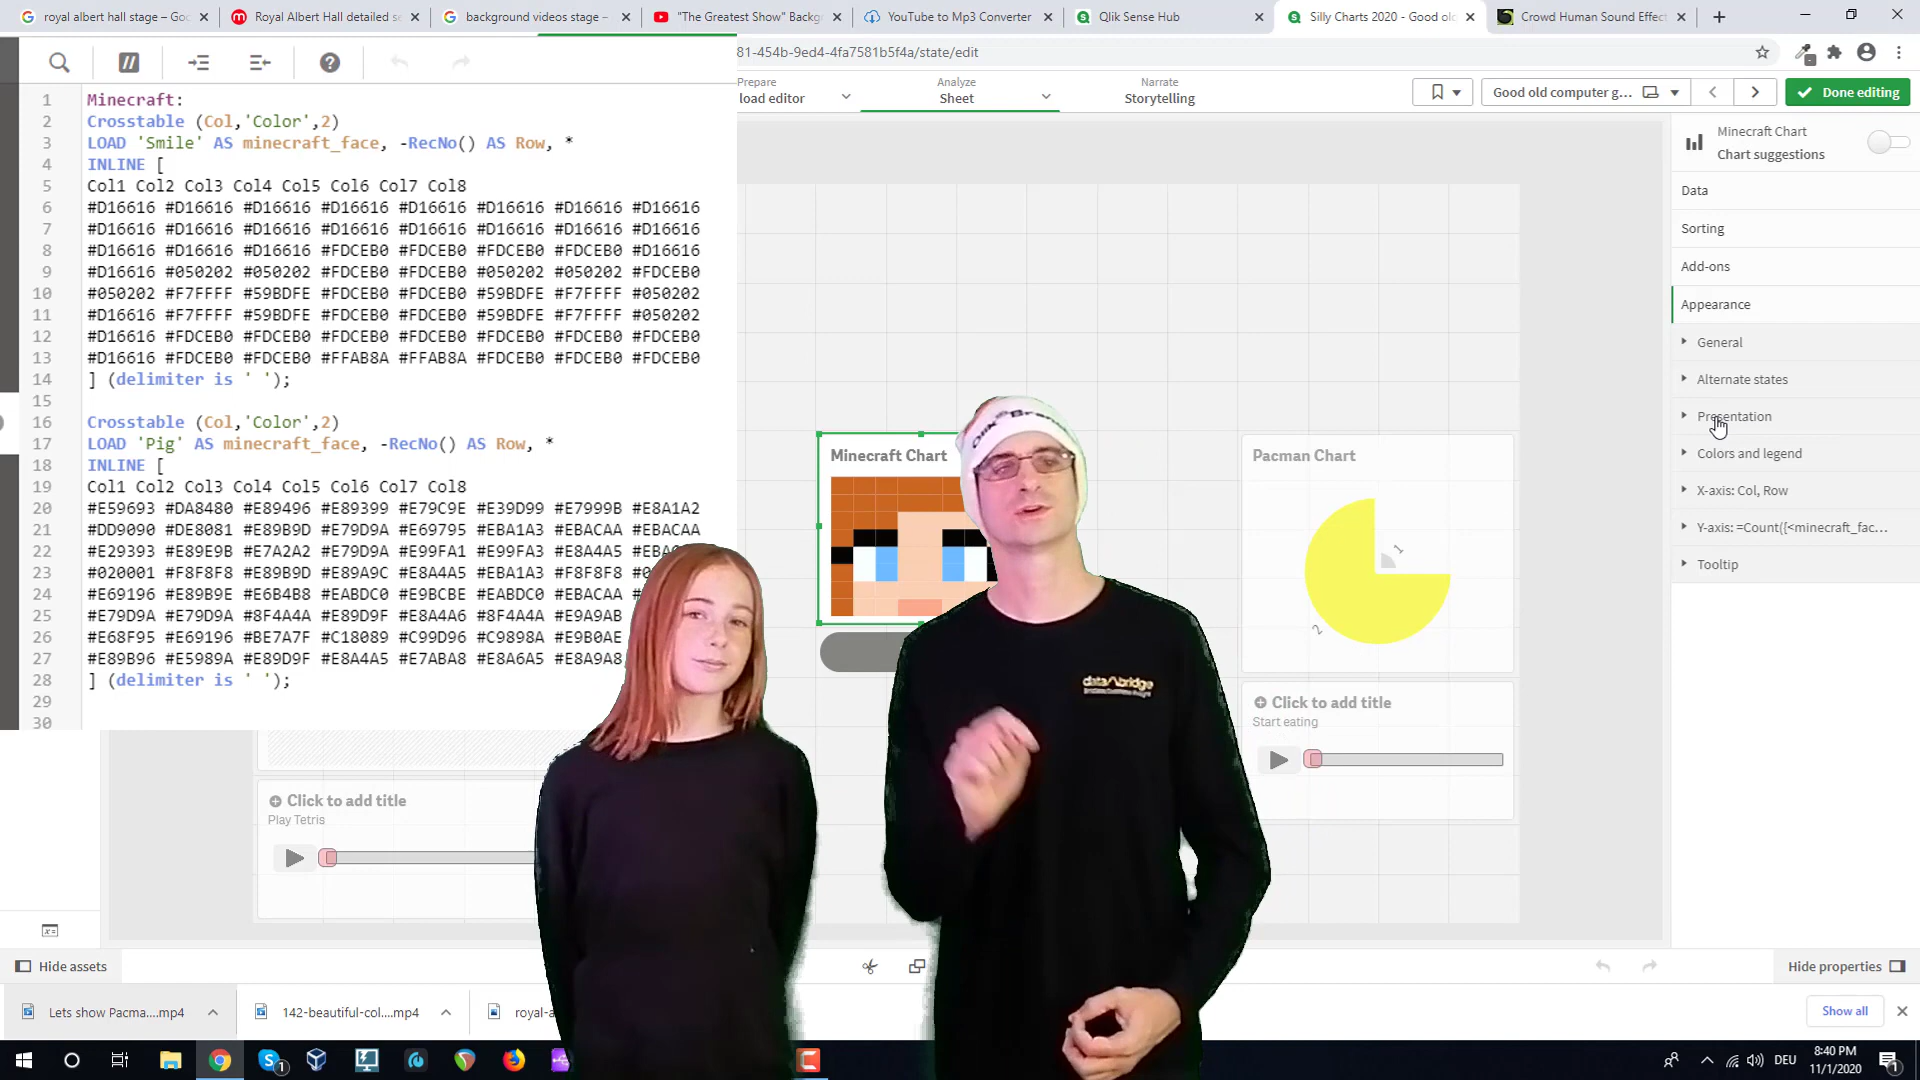 royal albert hall stage – Goo
Royal Albert Hall detailed se
background videos stage –
"The Greatest Show" Backg
YouTube to Mp3 Converter
Qlik Sense Hub
Silly Charts 2020 - Good old
Crowd Human Sound Effect
81-454b-9ed4-4fa7581b5f4a/state/edit
Prepare
load editor
Analyze
Sheet
Narrate
Storytelling
Good old computer g...
Done editing
1 Minecraft:
2 Crosstable (Col,'Color',2)
3 LOAD 'Smile' AS minecraft_face, -RecNo() AS Row, *
4 INLINE [
5 Col1 Col2 Col3 Col4 Col5 Col6 Col7 Col8
6 #D16616 #D16616 #D16616 #D16616 #D16616 #D16616 #D16616 #D16616
7 #D16616 #D16616 #D16616 #D16616 #D16616 #D16616 #D16616 #D16616
8 #D16616 #D16616 #D16616 #FDCEB0 #FDCEB0 #FDCEB0 #FDCEB0 #D16616
9 #D16616 #050202 #050202 #FDCEB0 #FDCEB0 #050202 #050202 #FDCEB0
10 #050202 #F7FFFF #59BDFE #FDCEB0 #FDCEB0 #59BDFE #F7FFFF #050202
11 #D16616 #F7FFFF #59BDFE #FDCEB0 #FDCEB0 #59BDFE #F7FFFF #050202
12 #D16616 #FDCEB0 #FDCEB0 #FDCEB0 #FDCEB0 #FDCEB0 #FDCEB0 #FDCEB0
13 #D16616 #FDCEB0 #FDCEB0 #FFAB8A #FFAB8A #FDCEB0 #FDCEB0 #FDCEB0
14 ] (delimiter is ' ');
15
16 Crosstable (Col,'Color',2)
17 LOAD 'Pig' AS minecraft_face, -RecNo() AS Row, *
18 INLINE [
19 Col1 Col2 Col3 Col4 Col5 Col6 Col7 Col8
20 #E59693 #DA8480 #E89496 #E89399 #E79C9E #E39D99 #E7999B #E8A1A2
21 #DD9090 #DE8081 #E89B9D #E79D9A #E69795 #EBA1A3 #EBACAA #EBACAA
22 #E29393 #E89E9B #E7A2A2 #E79D9A #E99FA1 #E99FA3 #E8A4A5
23 #020001 #F8F8F8 #E89B9D #E89A9C #E8A4A5 #EBA1A3 #F8F8F8
24 #E69196 #E89B9E #E6B4B8 #EABDC0 #E9BCBE #EABDC0 #EBACAA
25 #E79D9A #E79D9A #8F4A4A #E89D9F #E8A4A6 #8F4A4A #E9A9AB
26 #E68F95 #E69196 #BE7A7F #C18089 #C99D96 #C9898A #E9B0AE
27 #E89B96 #E5989A #E89D9F #E8A4A5 #E7ABA8 #E8A6A5 #E8A9A8
28 ] (delimiter is ' ');
29
30
Minecraft Chart
Chart suggestions
Data
Sorting
Add-ons
Appearance
General
Alternate states
Presentation
Colors and legend
X-axis: Col, Row
Y-axis: =Count({[<minecraft_fac...
Tooltip
Minecraft Chart
Pacman Chart
1
2
Qlik
data/\bridge
Click to add title
Start eating
Click to add title
Play Tetris
Hide assets
Hide properties
Lets show Pacma....mp4
142-beautiful-col....mp4
royal-a
Show all
DEU
8:40 PM
11/1/2020